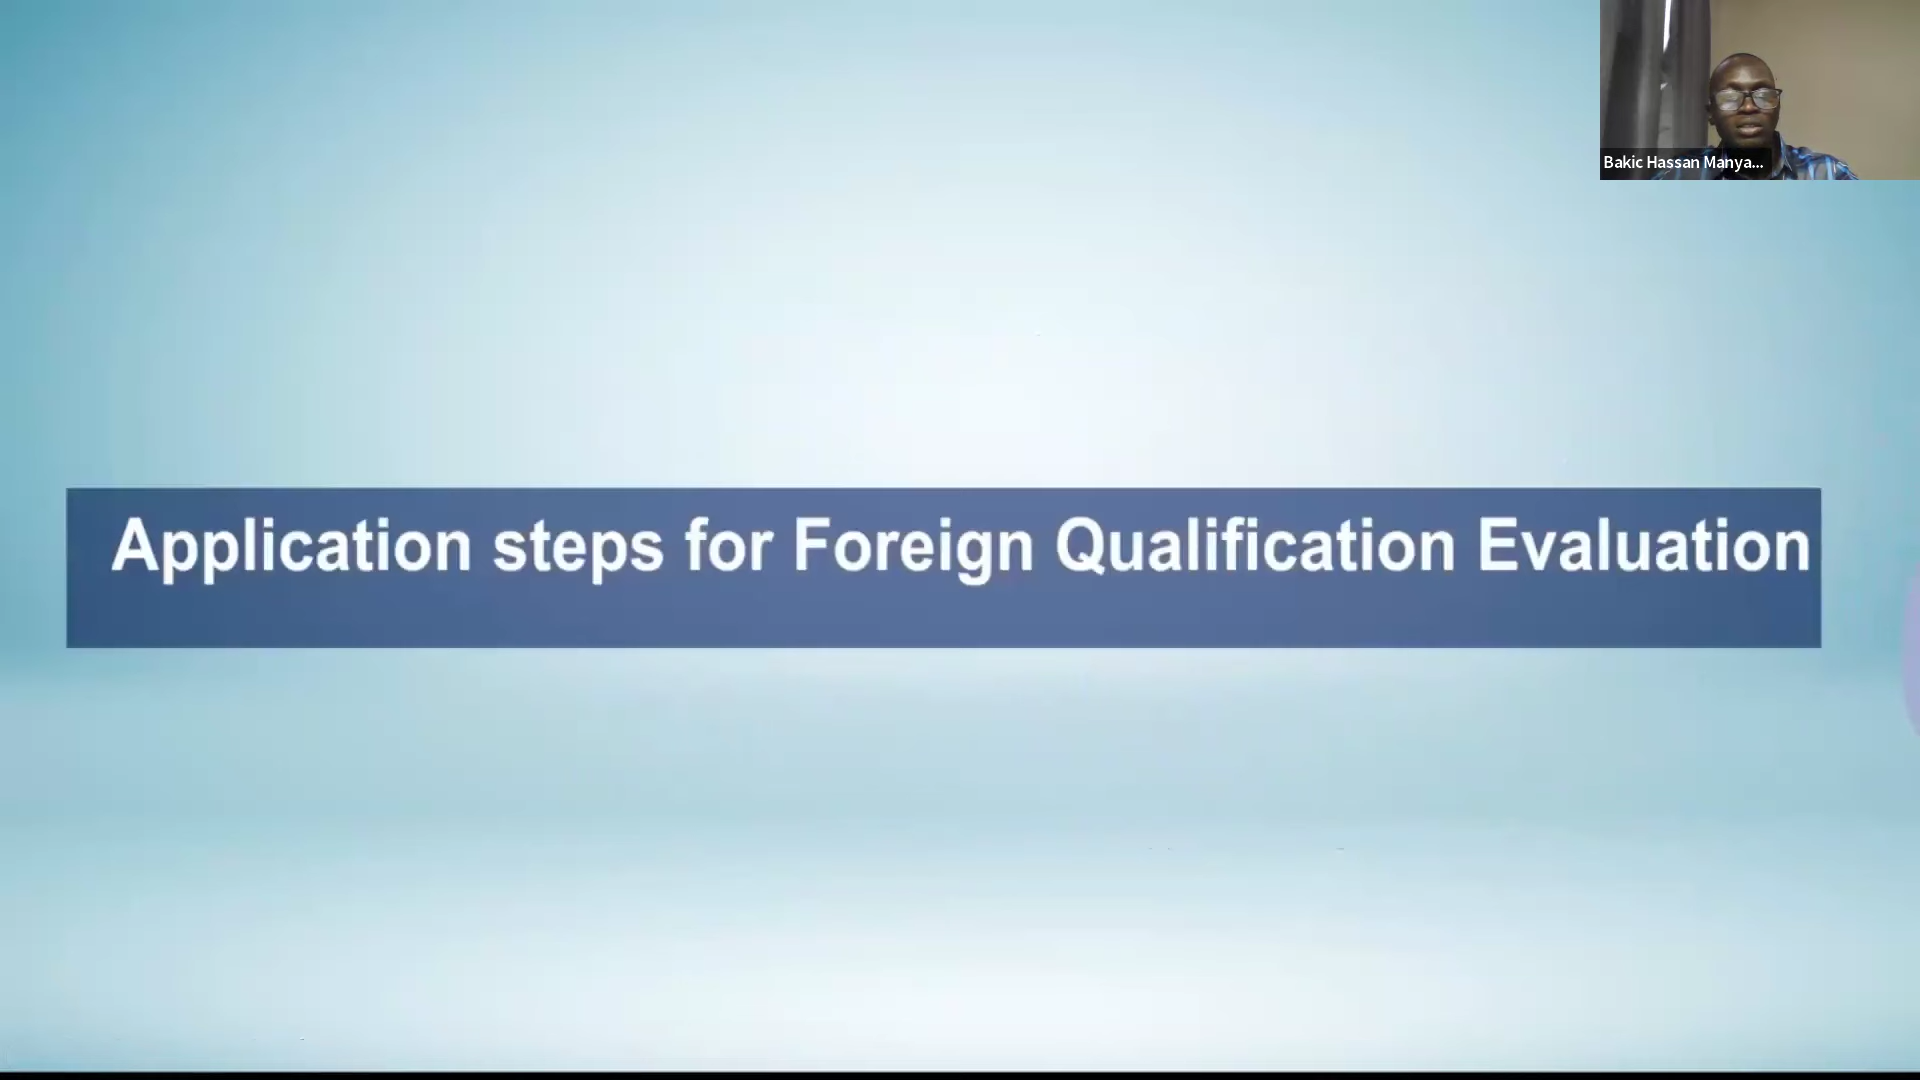 Bakic Hassan Manya...
Application steps for Foreign Qualification Evaluation